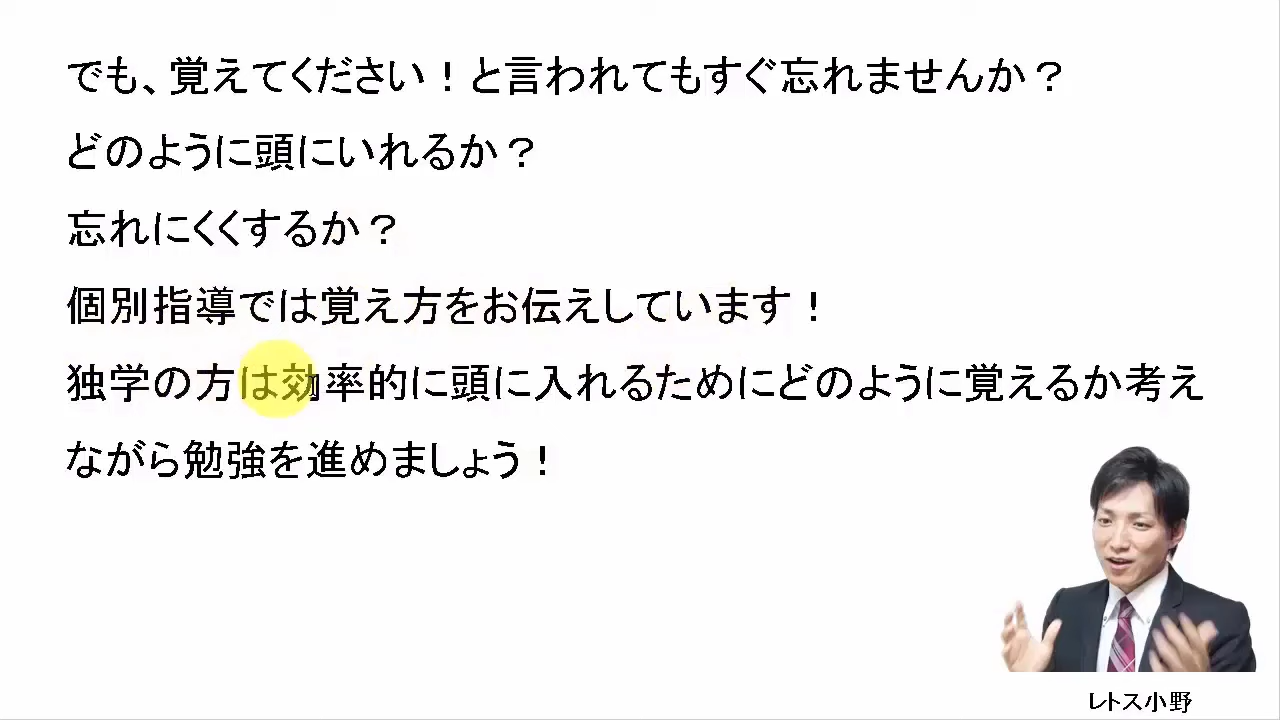 でも、覚えてください！と言われてもすぐ忘れませんか？
どのように頭にいれるか？
忘れにくくするか？
個別指導では覚え方をお伝えしています！
独学の方は効率的に頭に入れるためにどのように覚えるか考え
ながら勉強を進めましょう！
レトス小野